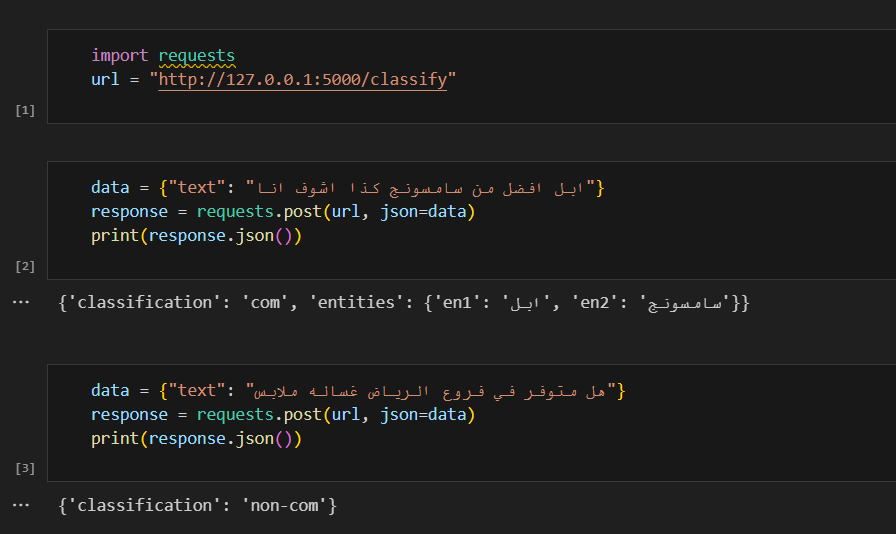 import requests
url = "http://127.0.0.1:5000/classify"
[1]
data = {"text": "ابل افضل من سامسونج كذا اشوف انا"}
response = requests.post(url, json=data)
print(response.json())
[2]
{'classification': 'com', 'entities': {'en1': 'ابل', 'en2': 'سامسونج'}}
data = {"text": "هل متوفر في فروع الرياض غساله ملابس"}
response = requests.post(url, json=data)
print(response.json())
[3]
{'classification': 'non-com'}